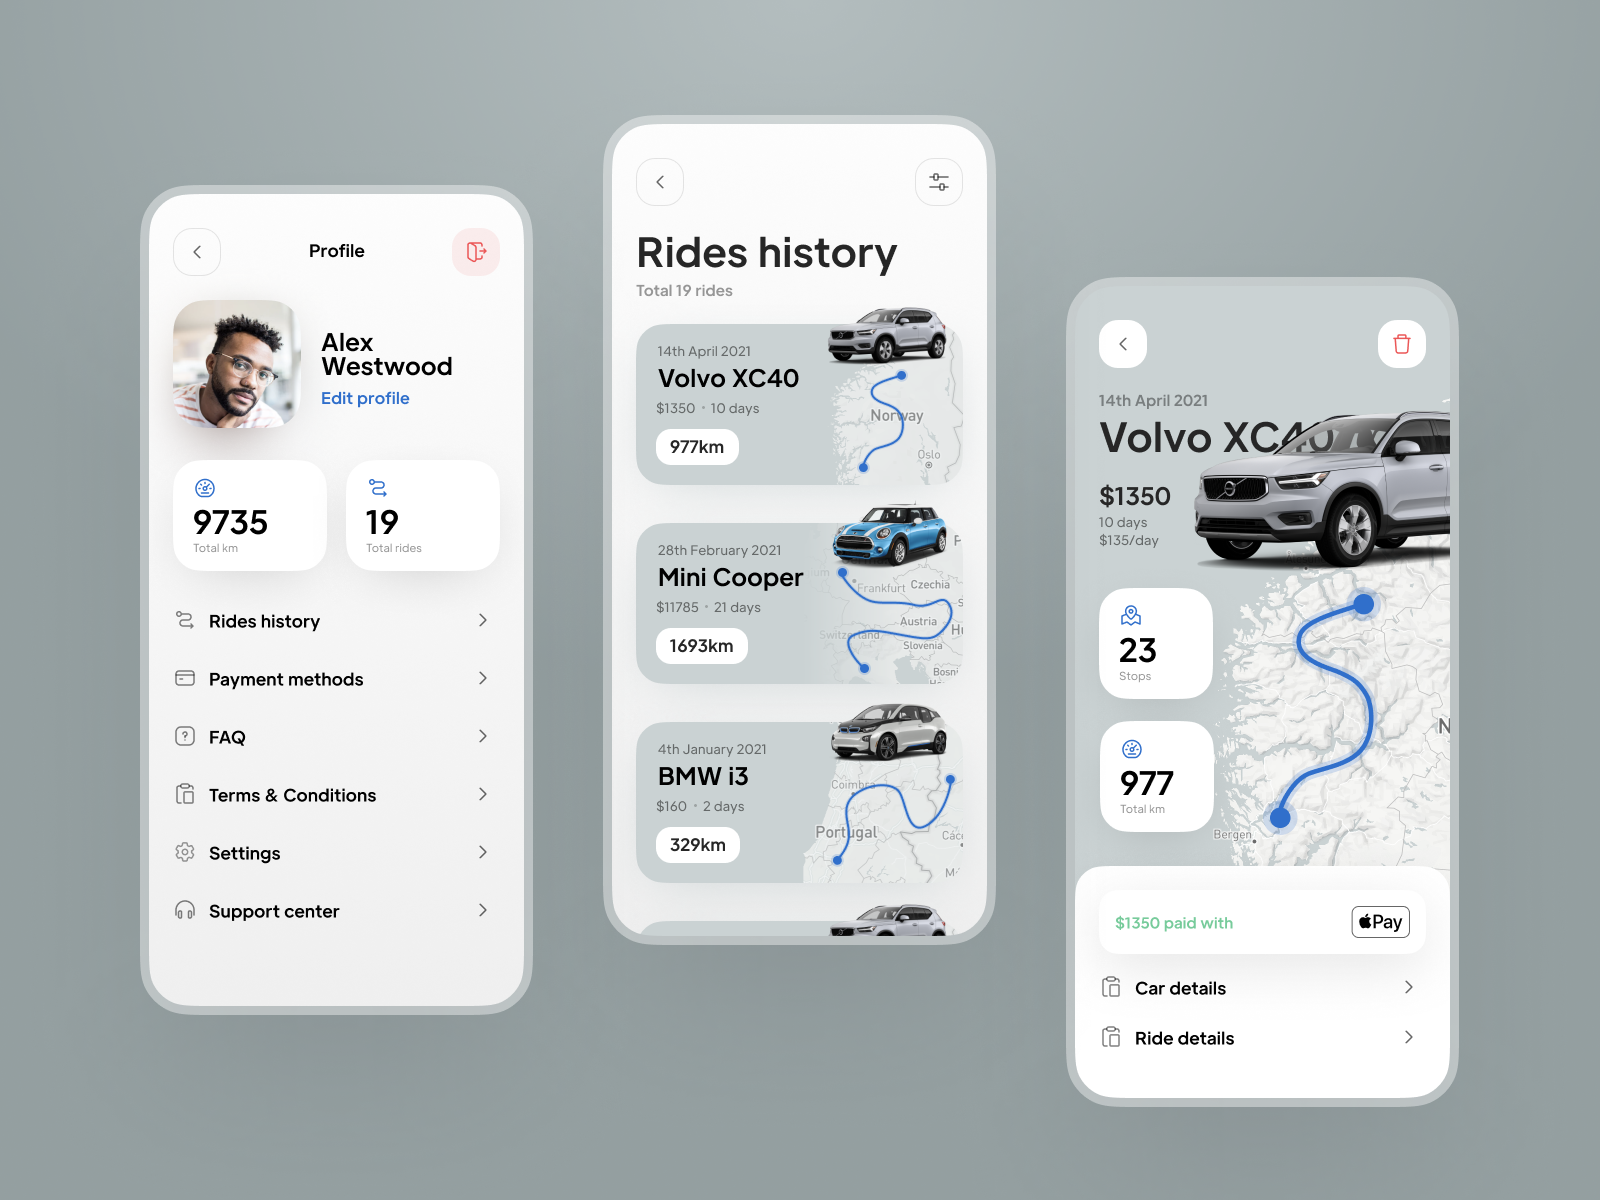 Profile
Alex
Westwood
Edit profile
9735
Total km
19
Total rides
Rides history
Payment methods
FAQ
Terms & Conditions
Settings
Support center
Rides history
Total 19 rides
14th April 2021
Volvo XC40
$1350 • 10 days
977km
Norway
Oslo
28th February 2021
Mini Cooper
$11785 • 21 days
1693km
Frankfurt
Czechia
Austria
Switzerland
Slovenia
4th January 2021
BMW i3
$160 • 2 days
329km
Coimbra
Portugal
14th April 2021
Volvo XC40
$1350
10 days
$135/day
23
Stops
977
Total km
Bergen
$1350 paid with
Pay
Car details
Ride details